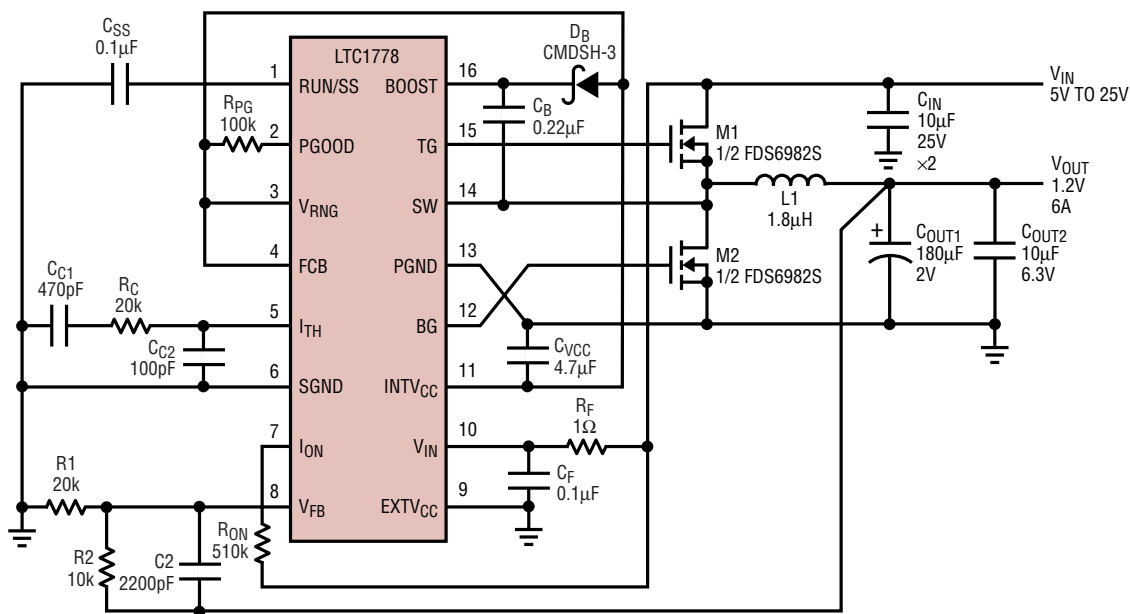 CSS
0.1µF
LTC1778
DB
CMDSH-3
1
RUN/SS
BOOST
16
RPG
100k
2
PGOOD
TG
15
CB
0.22µF
M1
1/2 FDS6982S
VIN
5V TO 25V
CIN
10µF
25V
×2
3
VRNG
SW
14
L1
1.8µH
VOUT
1.2V
6A
4
FCB
PGND
13
M2
1/2 FDS6982S
+
COUT1
180µF
2V
COUT2
10µF
6.3V
CC1
470pF
RC
20k
5
ITH
BG
12
CC2
100pF
CVCC
4.7µF
6
SGND
INTVCC
11
7
ION
VIN
10
RF
1Ω
R1
20k
8
VFB
EXTVCC
9
CF
0.1µF
R2
10k
C2
2200pF
RON
510k